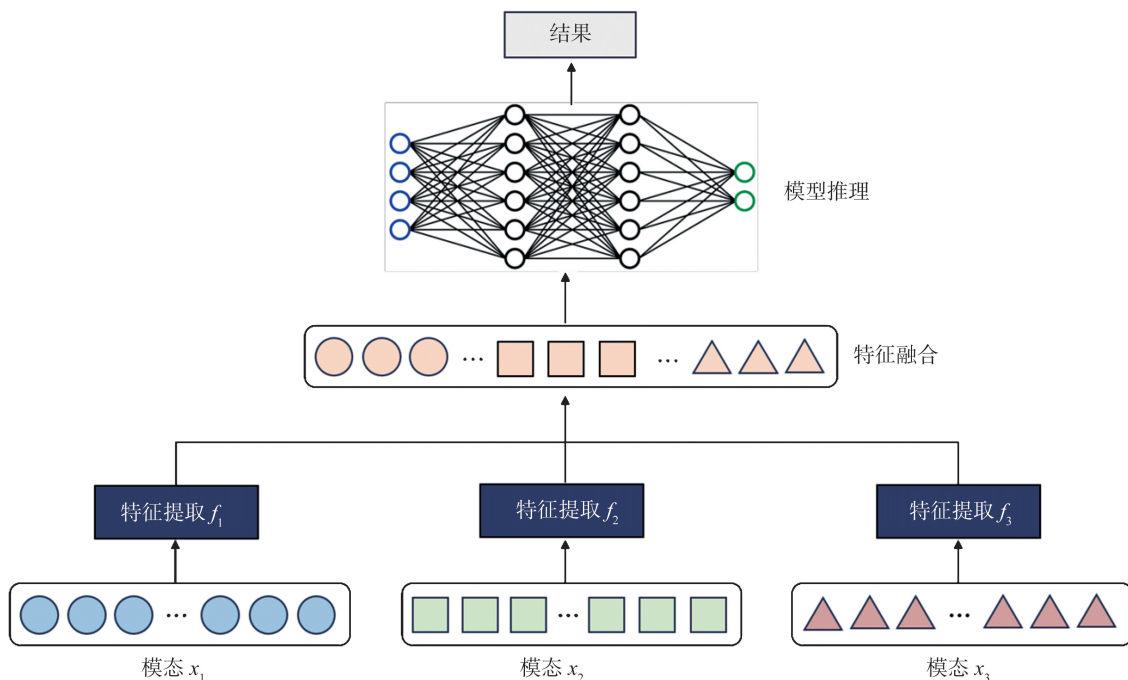 结果
模型推理
... ...
特征融合
特征提取 f₁ 特征提取 f₂ 特征提取 f₃
... ... ...
模态 x₁ 模态 x₂ 模态 x₃